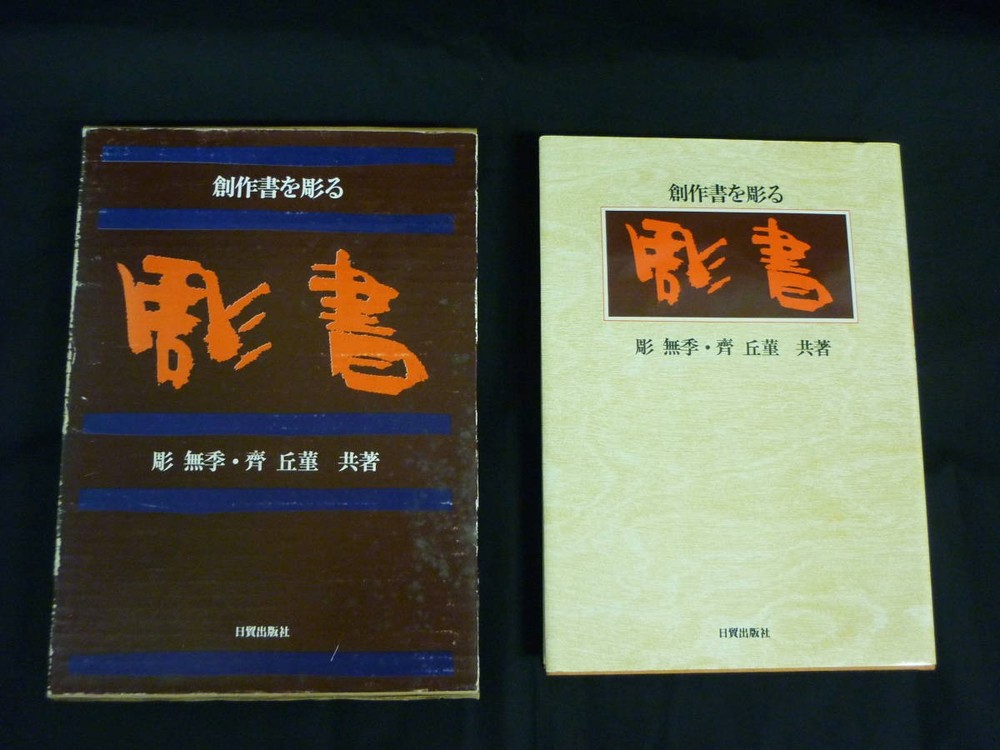 創作書を彫る
彫書
彫 無季・齊 丘菫 共著
日貿出版社
創作書を彫る
彫書
彫 無季・齊 丘菫 共著
日貿出版社